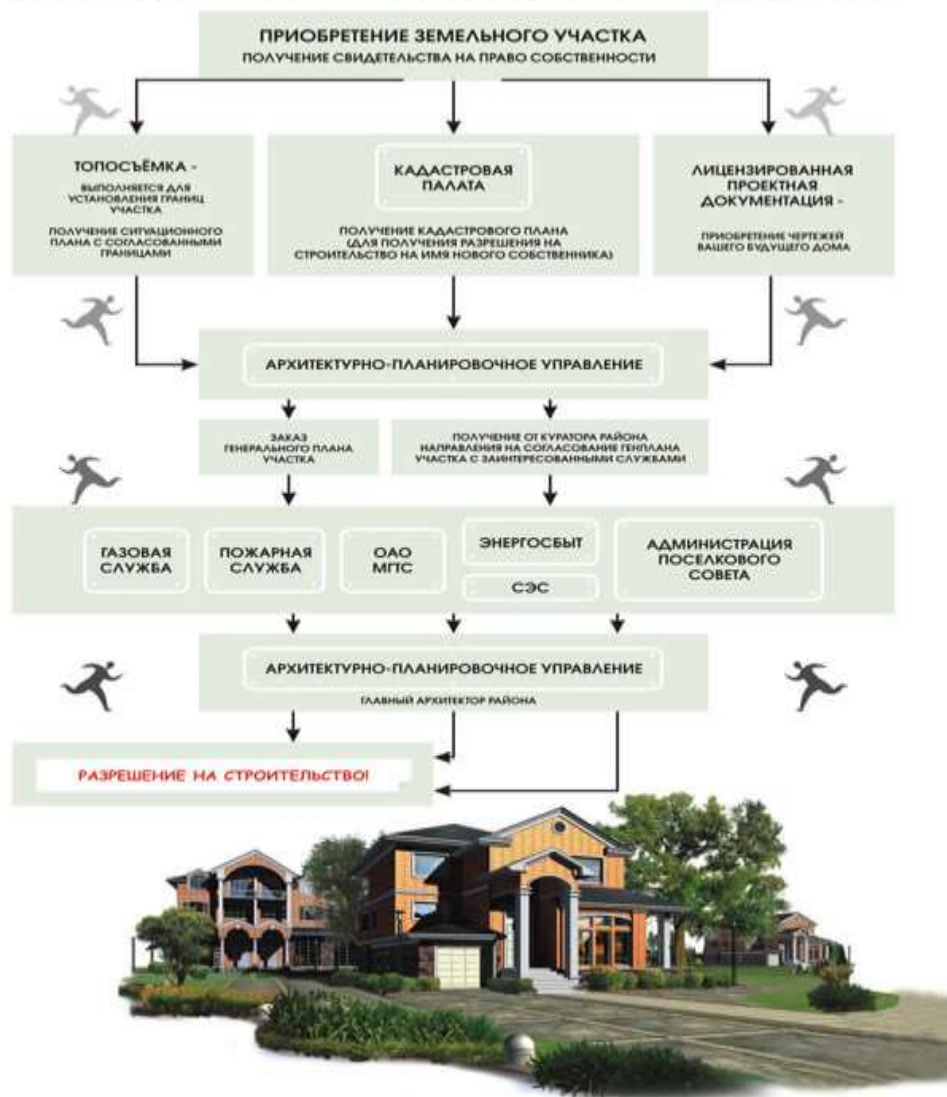 ПРИОБРЕТЕНИЕ ЗЕМЕЛЬНОГО УЧАСТКА
ПОЛУЧЕНИЕ СВИДЕТЕЛЬСТВА НА ПРАВО СОБСТВЕННОСТИ
ТОПОСЪЁМКА -
ВЫПОЛНЯЕТСЯ ДЛЯ
УСТАНОВЛЕНИЯ ГРАНИЦ
УЧАСТКА
ПОЛУЧЕНИЕ СИТУАЦИОННОГО
ПЛАНА С СОГЛАСОВАННЫМИ
ГРАНИЦАМИ
КАДАСТРОВАЯ
ПАЛАТА
ПОЛУЧЕНИЕ КАДАСТРОВОГО ПЛАНА
(ДЛЯ ПОЛУЧЕНИЯ РАЗРЕШЕНИЯ НА
СТРОИТЕЛЬСТВО НА ИМЯ НОВОГО СОБСТВЕННИКА)
ЛИЦЕНЗИРОВАННАЯ
ПРОЕКТНАЯ
ДОКУМЕНТАЦИЯ -
ПРИОБРЕТЕНИЕ ЧЕРТЕЖЕЙ
ВАШЕГО БУДУЩЕГО ДОМА
АРХИТЕКТУРНО-ПЛАНИРОВОЧНОЕ УПРАВЛЕНИЕ
ЗАКАЗ
ГЕНЕРАЛЬНОГО ПЛАНА
УЧАСТКА
ПОЛУЧЕНИЕ ОТ КУРАТОРА РАЙОНА
НАПРАВЛЕНИЯ НА СОГЛАСОВАНИЕ ГЕНПЛАНА
УЧАСТКА С ЗАИНТЕРЕСОВАННЫМИ СЛУЖБАМИ
ГАЗОВАЯ
СЛУЖБА
ПОЖАРНАЯ
СЛУЖБА
ОАО
МГТС
ЭНЕРГОСБЫТ
СЭС
АДМИНИСТРАЦИЯ
ПОСЕЛКОВОГО
СОВЕТА
АРХИТЕКТУРНО-ПЛАНИРОВОЧНОЕ УПРАВЛЕНИЕ
ГЛАВНЫЙ АРХИТЕКТОР РАЙОНА
РАЗРЕШЕНИЕ НА СТРОИТЕЛЬСТВО!